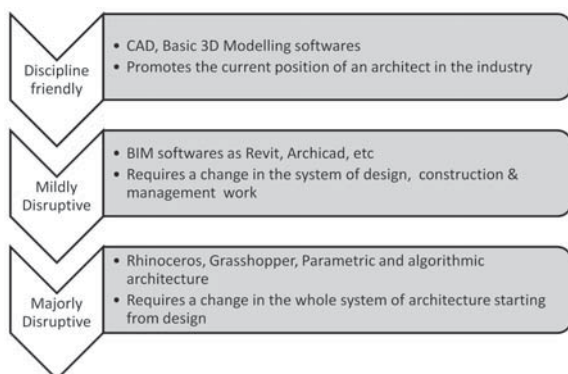 Discipline
friendly
• CAD, Basic 3D Modelling softwares
• Promotes the current position of an architect in the industry
Mildly
Disruptive
• BIM softwares as Revit, Archicad, etc
• Requires a change in the system of design, construction &
management work
Majorly
Disruptive
• Rhinoceros, Grasshopper, Parametric and algorithmic
architecture
• Requires a change in the whole system of architecture starting
from design